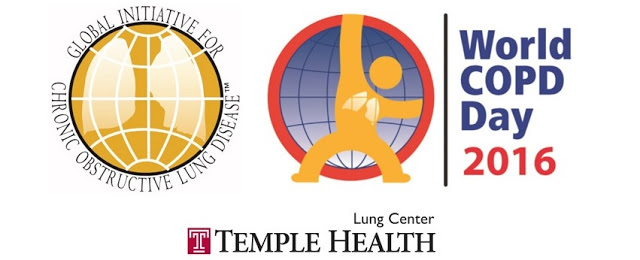 GLOBAL INITIATIVE FOR
CHRONIC OBSTRUCTIVE LUNG DISEASE™
World
COPD
Day
2016
Lung Center
T TEMPLE HEALTH